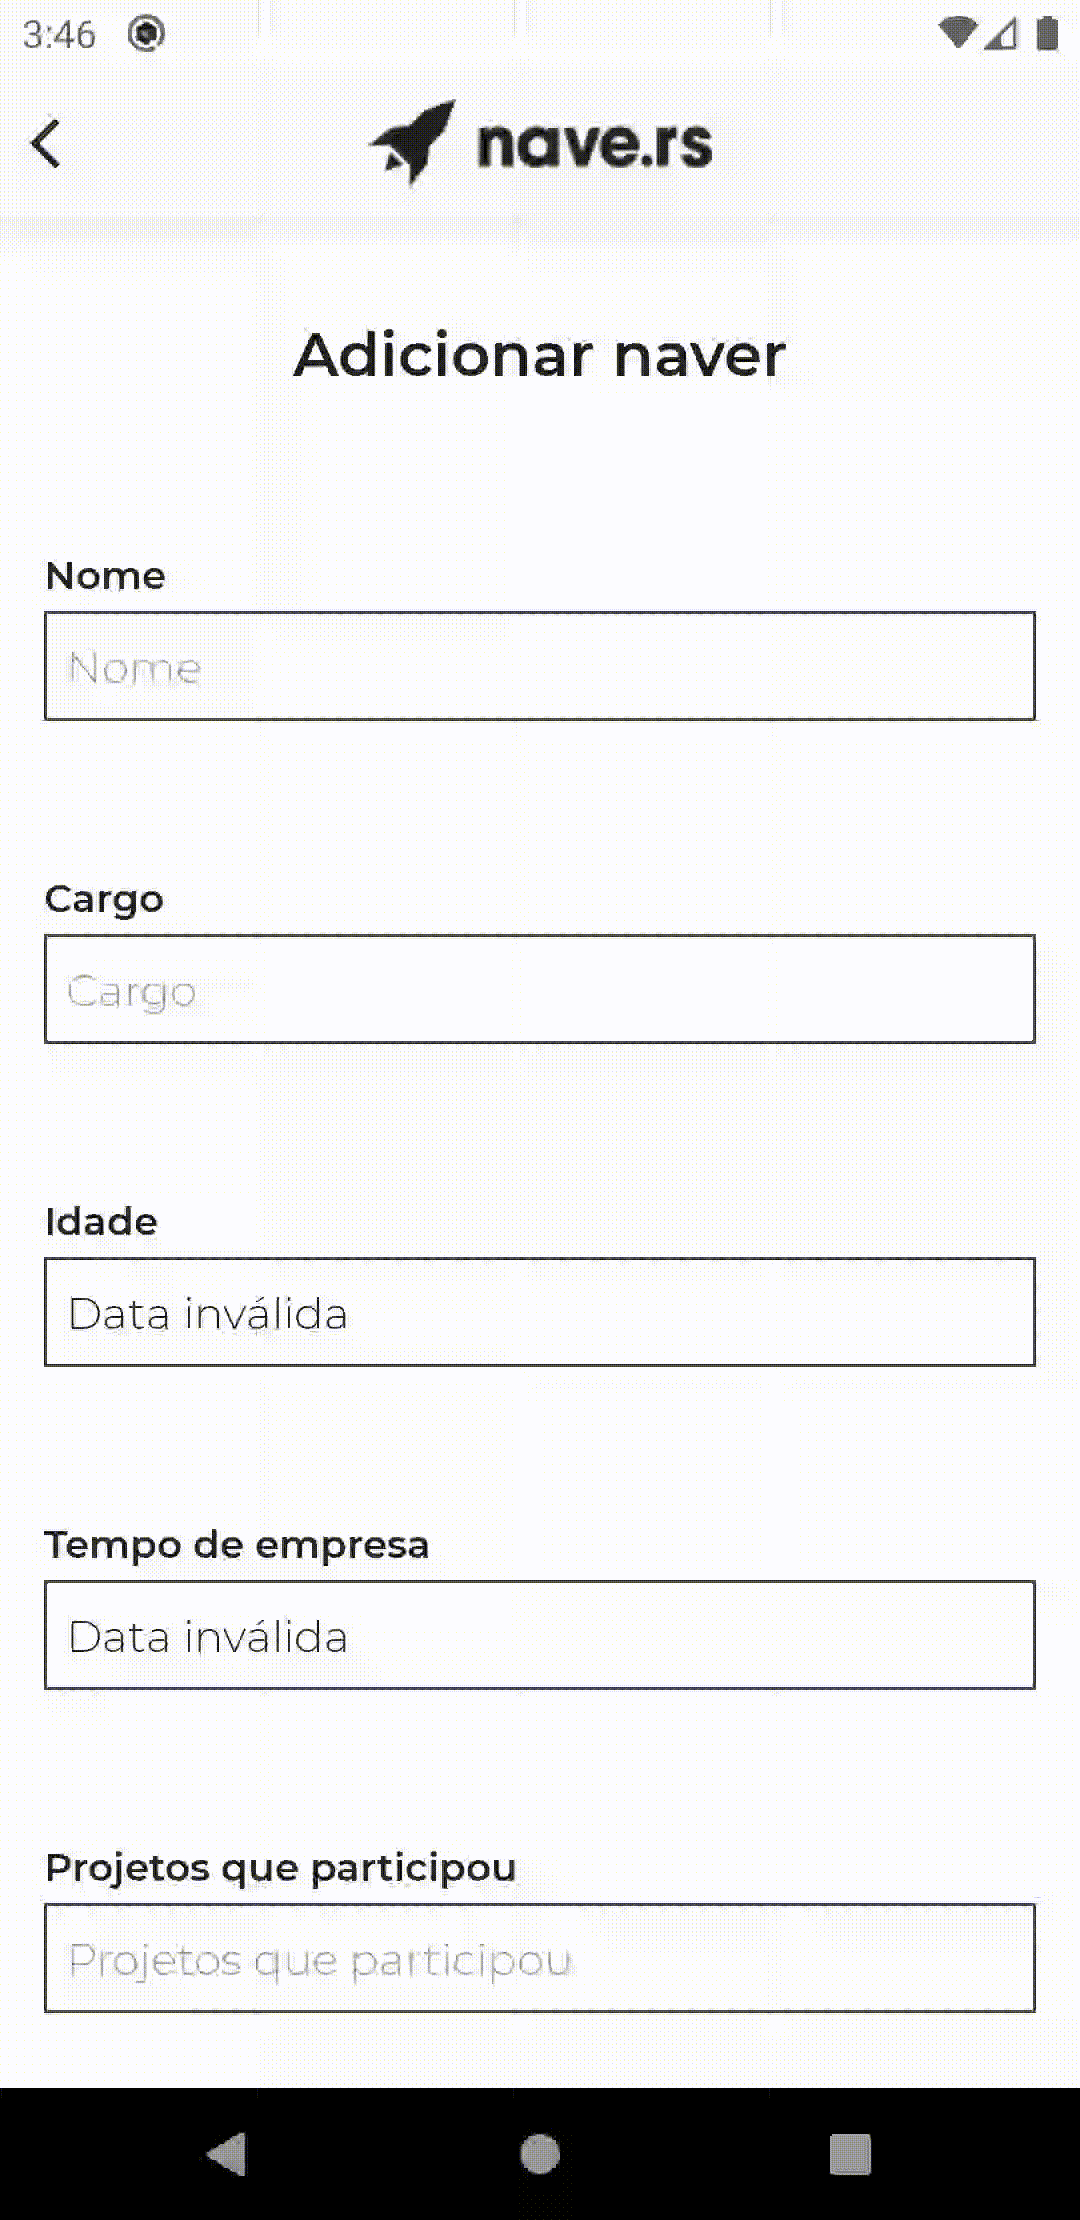 3:46
nave.rs
Adicionar naver
Nome
Nome
Cargo
Cargo
Idade
Data inválida
Tempo de empresa
Data inválida
Projetos que participou
Projetos que participou